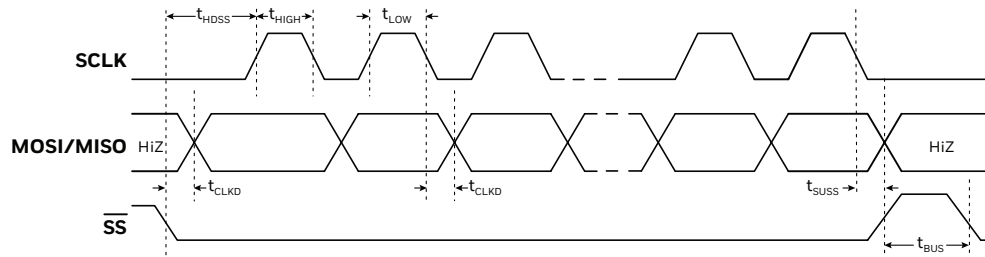 tHDSS tHIGH tLOW
SCLK
MOSI/MISO HiZ HiZ
tCLKD tCLKD tSUSS
SS
tBUS